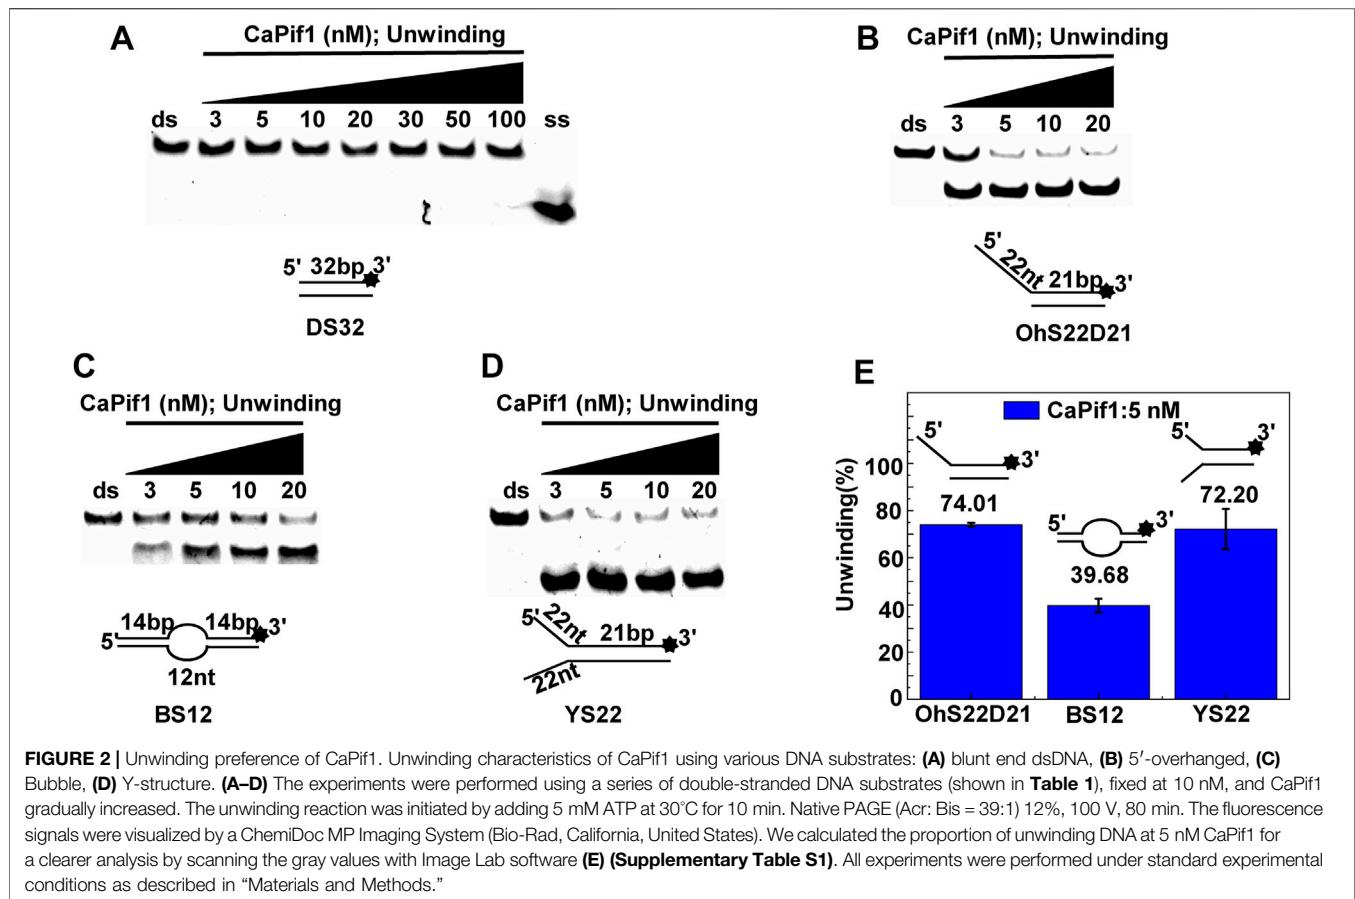 A
CaPif1 (nM); Unwinding
ds 3 5 10 20 30 50 100 ss
5' 32bp 3'
DS32
B
CaPif1 (nM); Unwinding
3 5 10 20
ds
5'
22nt
21bp 3'
OhS22D21
C
CaPif1 (nM); Unwinding
ds 3 5 10 20
14bp 14bp
5' 3'
12nt
BS12
D
CaPif1 (nM); Unwinding
ds 3 5 10 20
5' 22nt 21bp 3'
22nt
YS22
E
CaPif1:5 nM
Unwinding(%)
100
80
60
40
20
0
5' 3'
74.01
5' 3'
39.68
5' 3'
72.20
OhS22D21 BS12 YS22
FIGURE 2 | Unwinding preference of CaPif1. Unwinding characteristics of CaPif1 using various DNA substrates: (A) blunt end dsDNA, (B) 5′-overhanged, (C)
Bubble, (D) Y-structure. (A–D) The experiments were performed using a series of double-stranded DNA substrates (shown in Table 1), fixed at 10 nM, and CaPif1
gradually increased. The unwinding reaction was initiated by adding 5 mM ATP at 30°C for 10 min. Native PAGE (Acr: Bis = 39:1) 12%, 100 V, 80 min. The fluorescence
signals were visualized by a ChemiDoc MP Imaging System (Bio-Rad, California, United States). We calculated the proportion of unwinding DNA at 5 nM CaPif1 for
a clearer analysis by scanning the gray values with Image Lab software (E) (Supplementary Table S1). All experiments were performed under standard experimental
conditions as described in “Materials and Methods.”